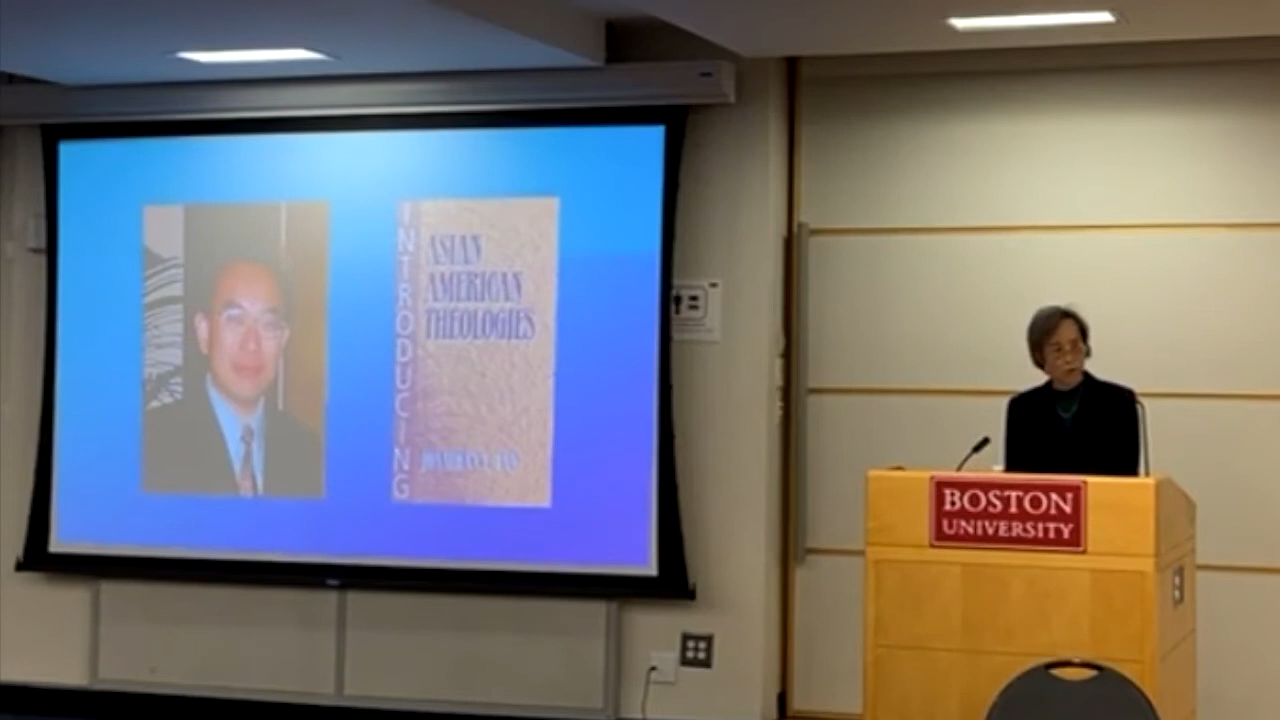 INTRODUCING
ASIAN
AMERICAN
THEOLOGIES
BOSTON
UNIVERSITY